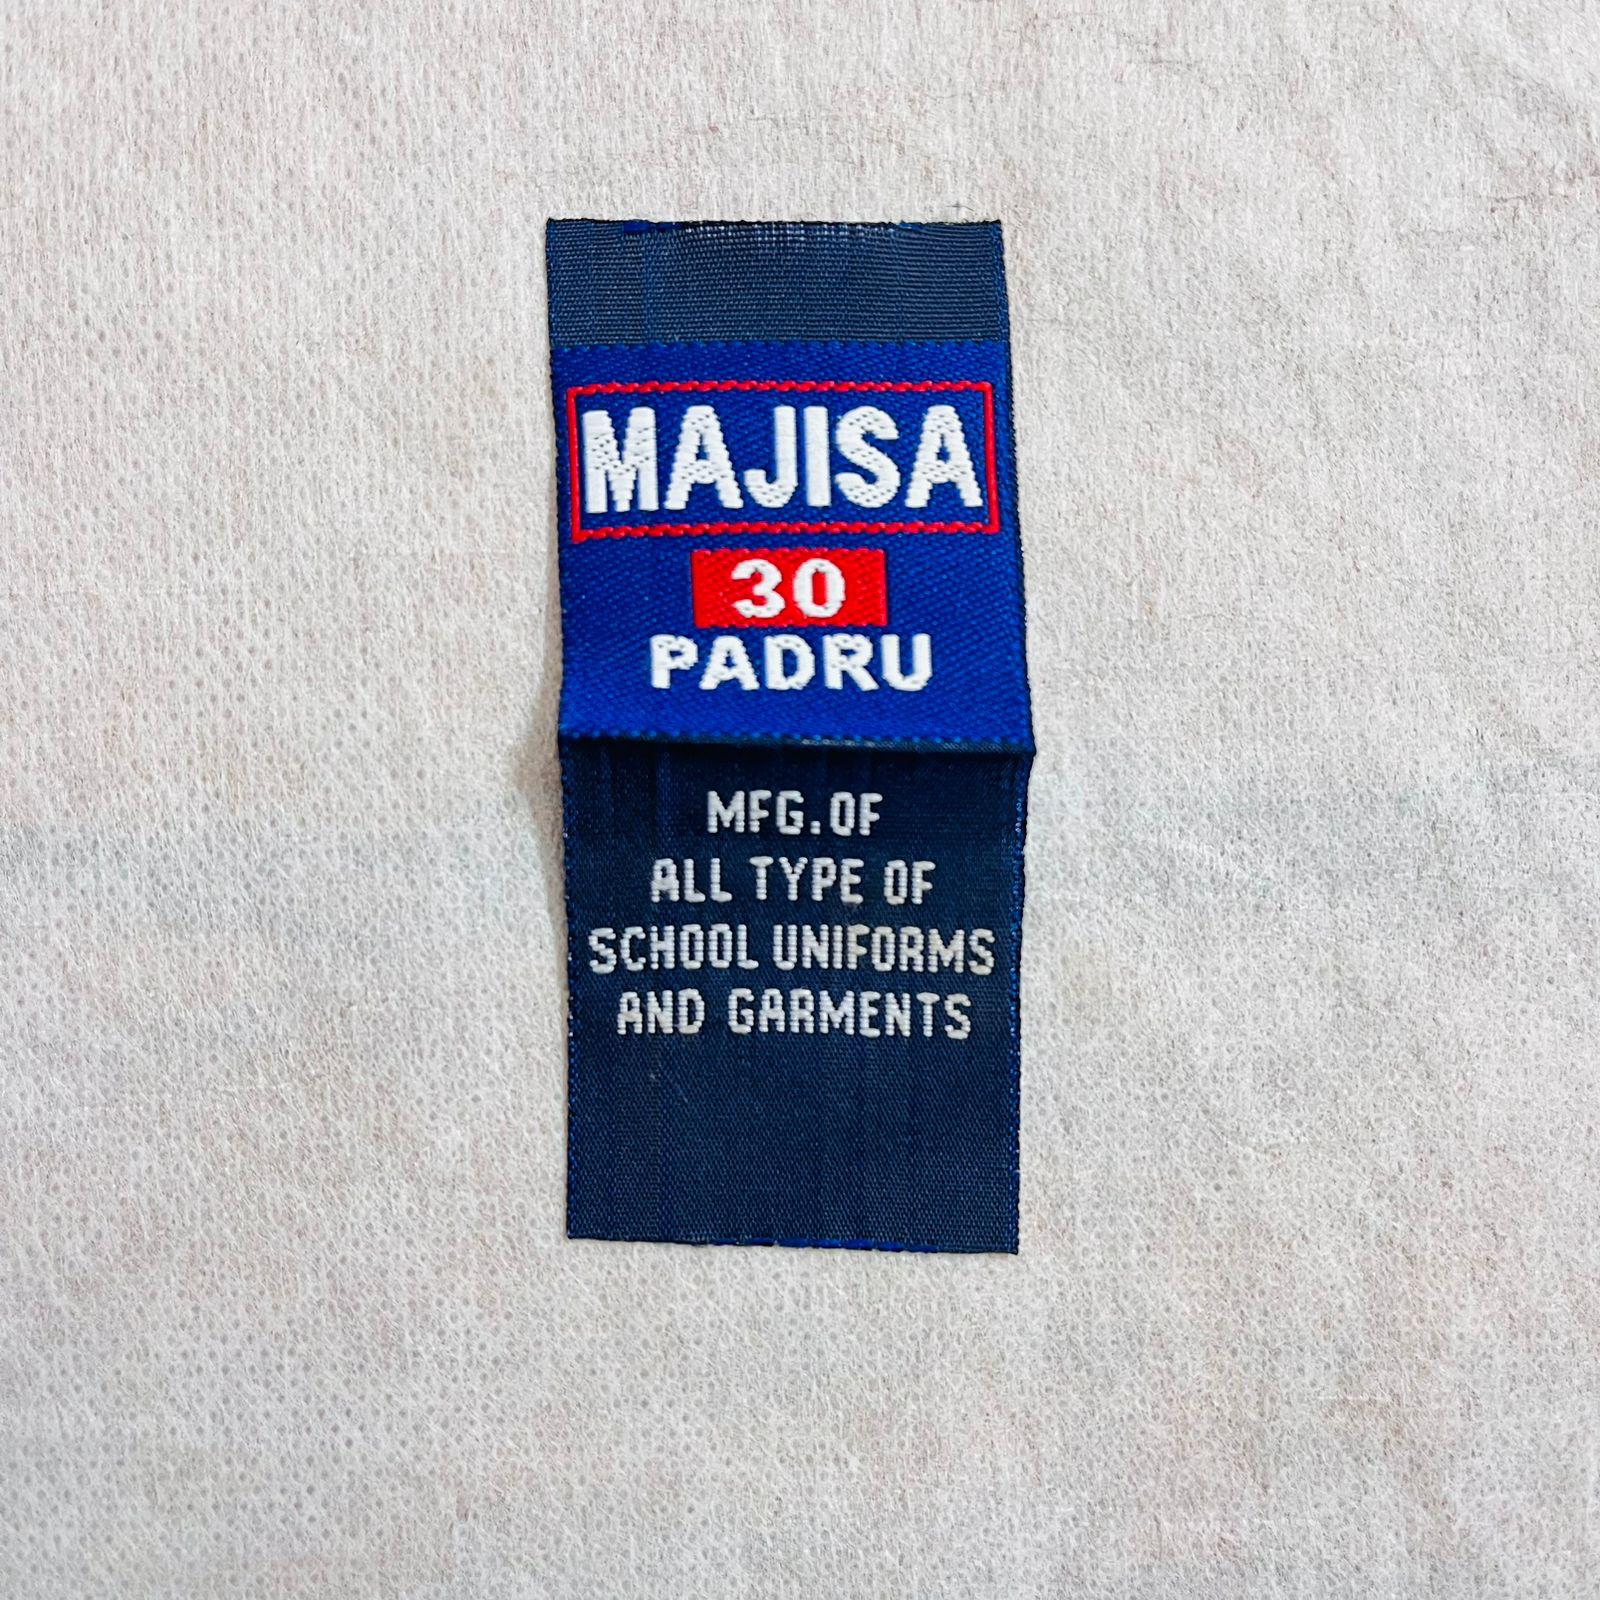 MAJISA
30
PADRU
MFG.OF
ALL TYPE OF
SCHOOL UNIFORMS
AND GARMENTS